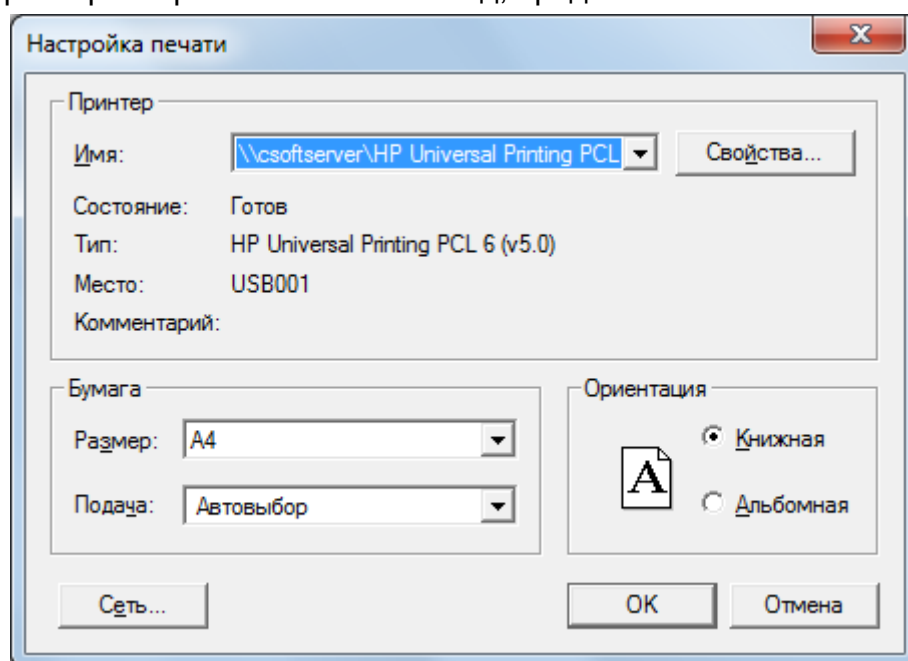 Настройка печати
Принтер
Имя: \\csoftserver\HP Universal Printing PCL Свойства...
Состояние: Готов
Тип: HP Universal Printing PCL 6 (v5.0)
Место: USB001
Комментарий:
Бумага
Размер: A4
Подача: Автовыбор
Ориентация
A
Книжная
Альбомная
Сеть... OK Отмена